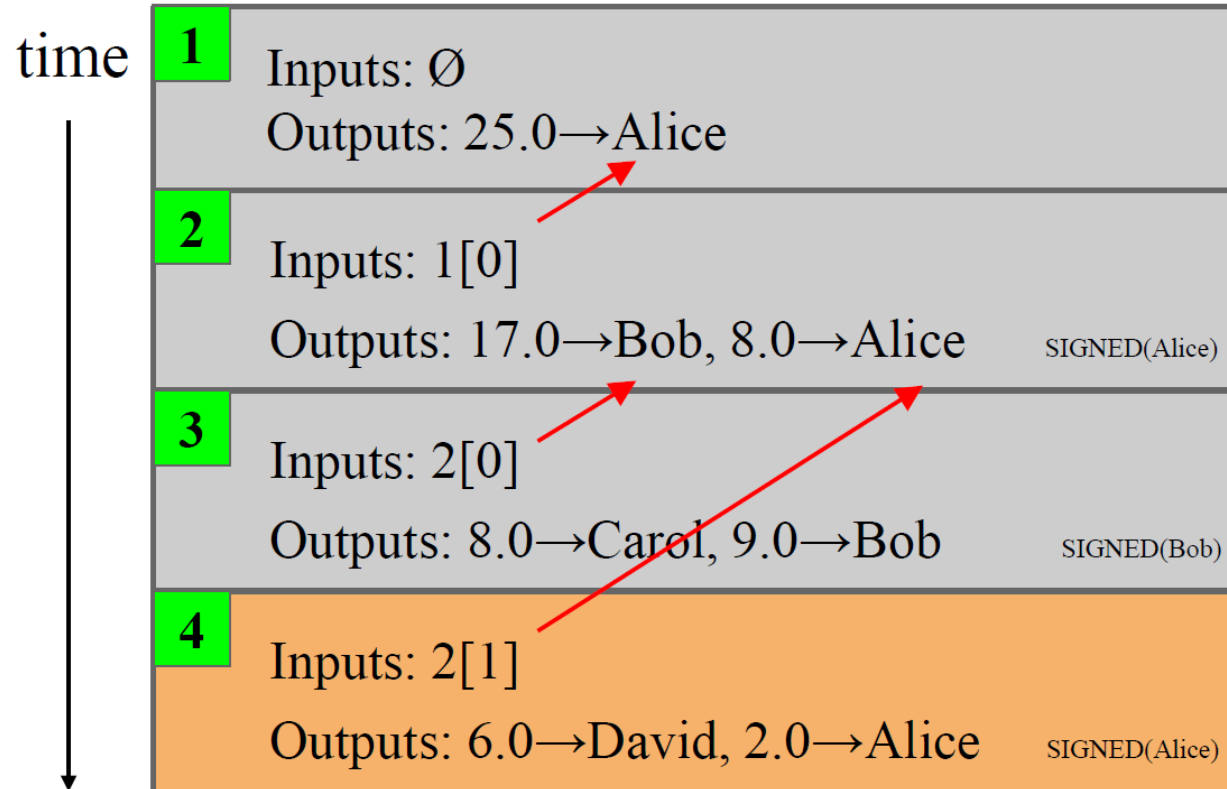 time
1
Inputs: Ø
Outputs: 25.0→Alice
2
Inputs: 1[0]
Outputs: 17.0→Bob, 8.0→Alice SIGNED(Alice)
3
Inputs: 2[0]
Outputs: 8.0→Carol, 9.0→Bob SIGNED(Bob)
4
Inputs: 2[1]
Outputs: 6.0→David, 2.0→Alice SIGNED(Alice)